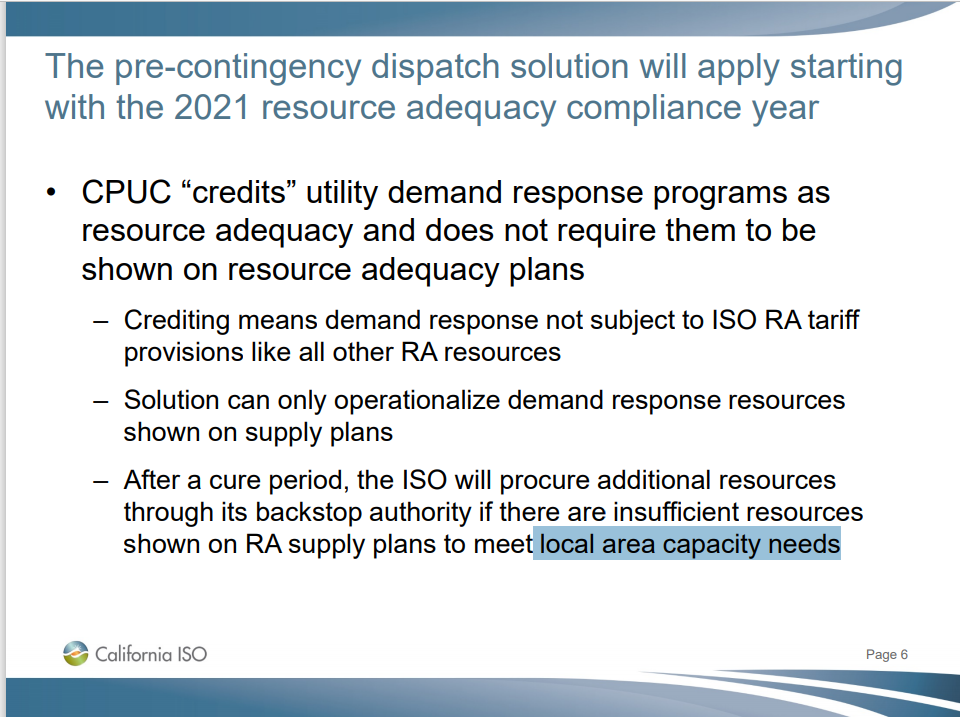 The pre-contingency dispatch solution will apply starting
with the 2021 resource adequacy compliance year
• CPUC “credits” utility demand response programs as
resource adequacy and does not require them to be
shown on resource adequacy plans
– Crediting means demand response not subject to ISO RA tariff
provisions like all other RA resources
– Solution can only operationalize demand response resources
shown on supply plans
– After a cure period, the ISO will procure additional resources
through its backstop authority if there are insufficient resources
shown on RA supply plans to meet local area capacity needs
California ISO
Page 6